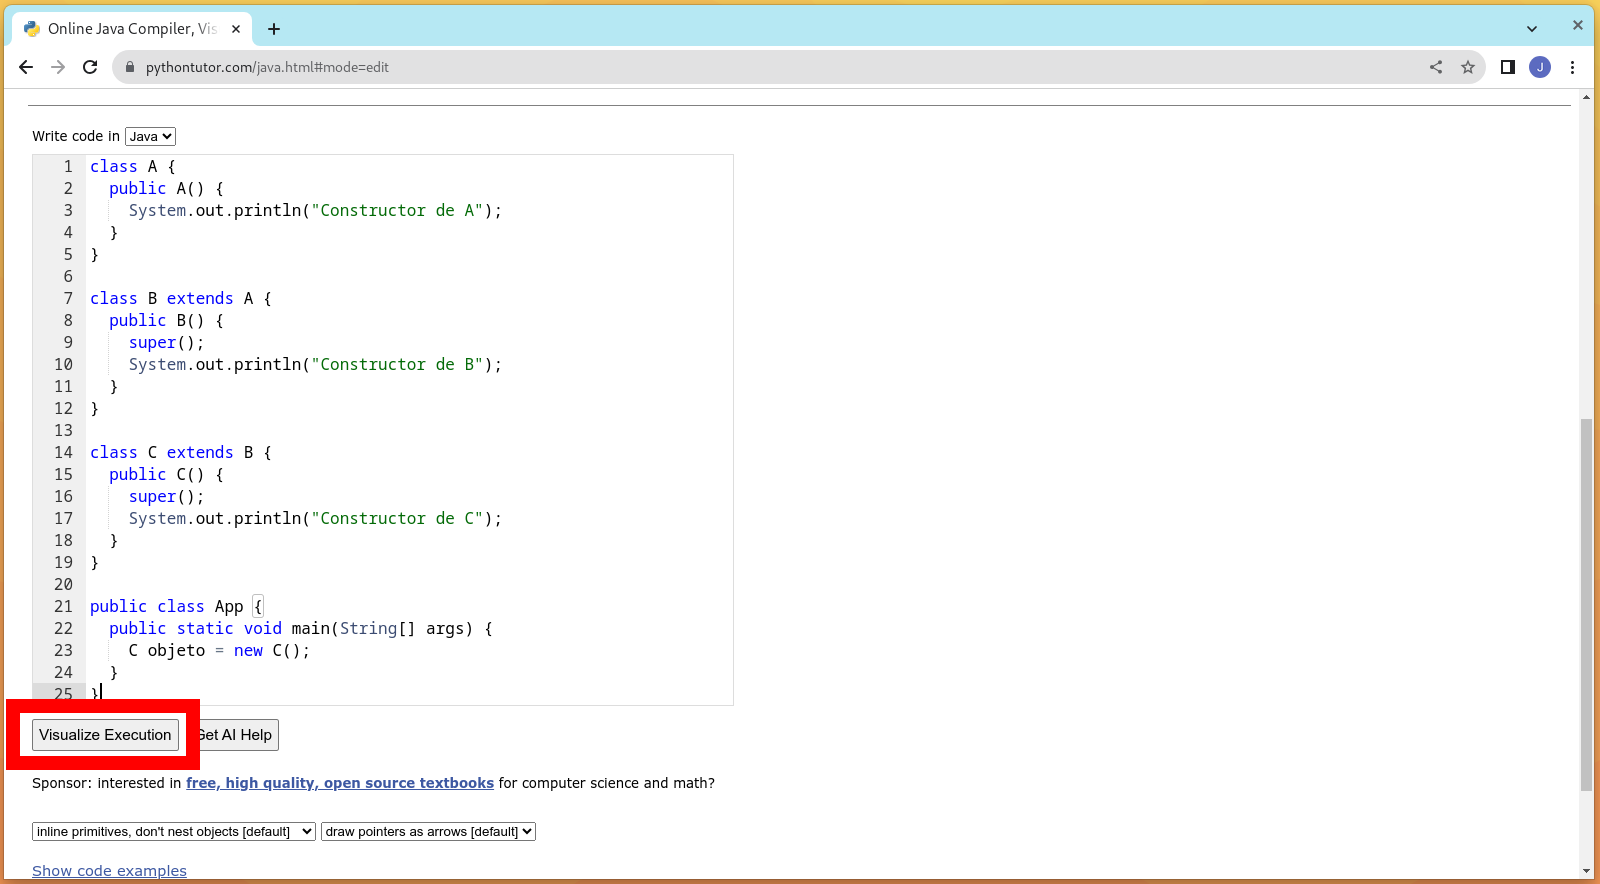 Online Java Compiler, Vis
pythontutor.com/java.html#mode=edit
J
Write code in Java
1 class A {
2 public A() {
3 System.out.println("Constructor de A");
4 }
5 }
6
7 class B extends A {
8 public B() {
9 super();
10 System.out.println("Constructor de B");
11 }
12 }
13
14 class C extends B {
15 public C() {
16 super();
17 System.out.println("Constructor de C");
18 }
19 }
20
21 public class App {
22 public static void main(String[] args) {
23 C objeto = new C();
24 }
25 }
Visualize Execution Get AI Help
Sponsor: interested in free, high quality, open source textbooks for computer science and math?
inline primitives, don't nest objects [default] draw pointers as arrows [default]
Show code examples